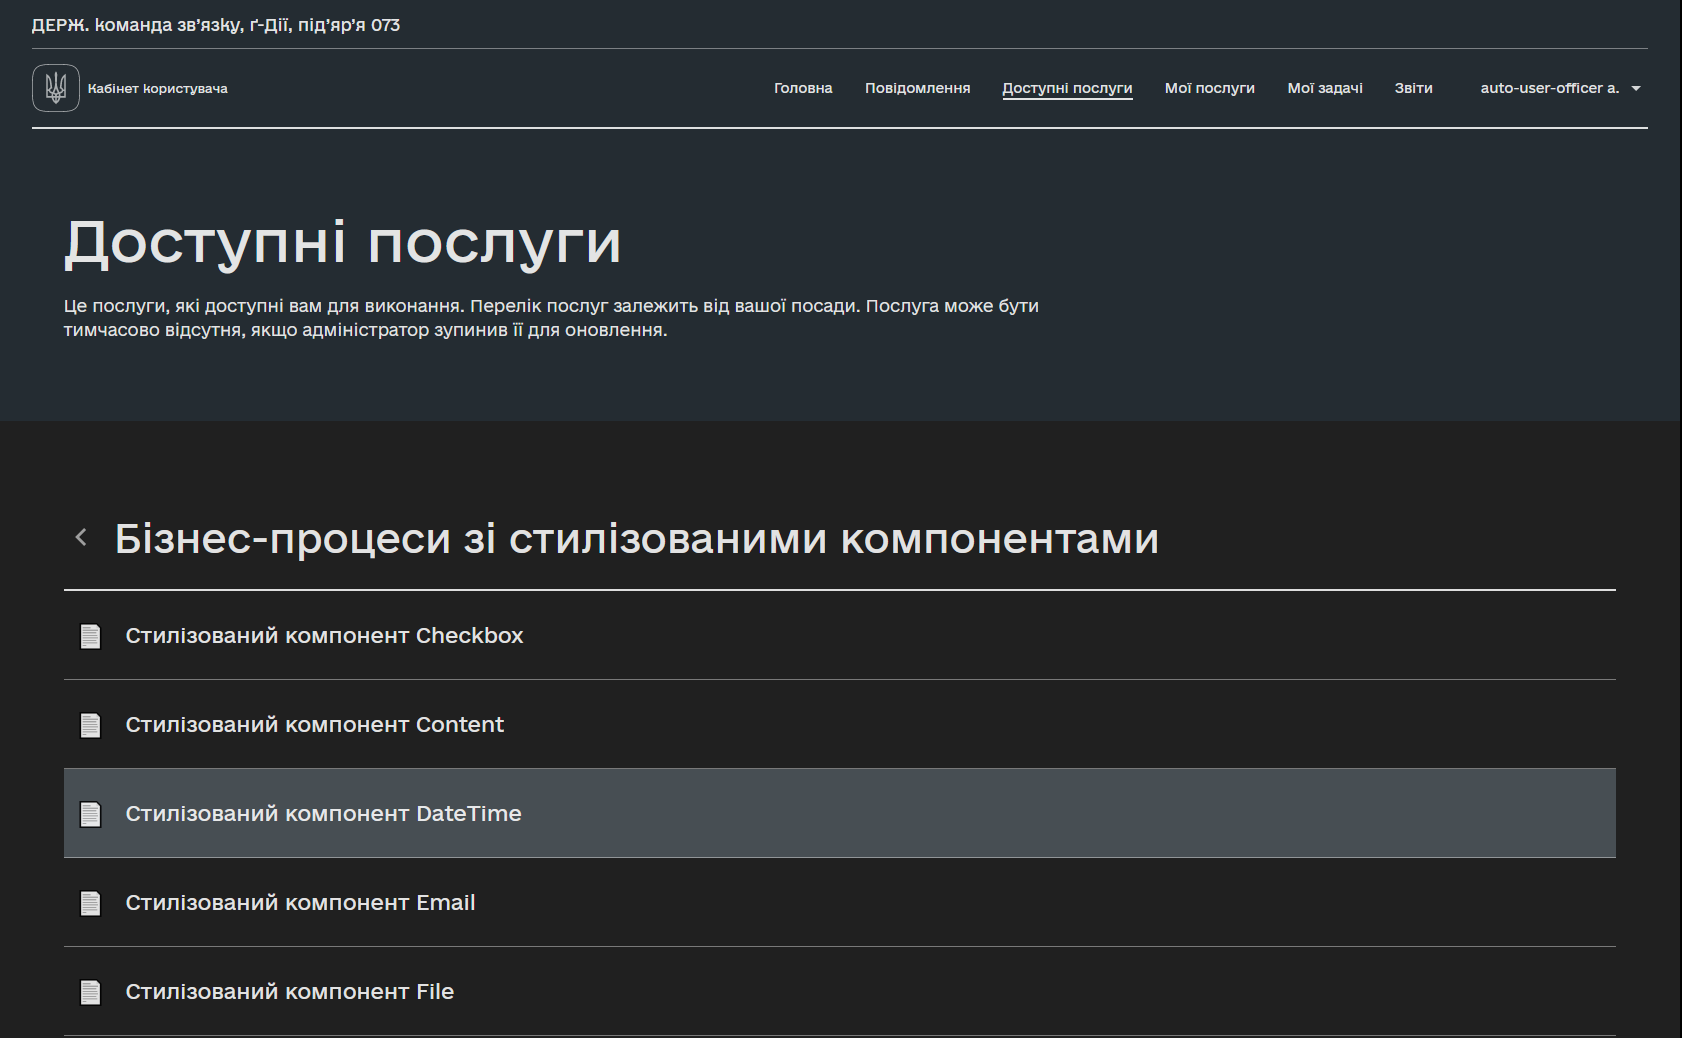 ДЕРЖ. команда зв’язку, ґ-Дії, під’яр’я 073
Кабінет користувача
Головна
Повідомлення
Доступні послуги
Мої послуги
Мої задачі
Звіти
auto-user-officer a.
Доступні послуги
Це послуги, які доступні вам для виконання. Перелік послуг залежить від вашої посади. Послуга може бути
тимчасово відсутня, якщо адміністратор зупинив її для оновлення.
Бізнес-процеси зі стилізованими компонентами
Стилізований компонент Checkbox
Стилізований компонент Content
Стилізований компонент DateTime
Стилізований компонент Email
Стилізований компонент File